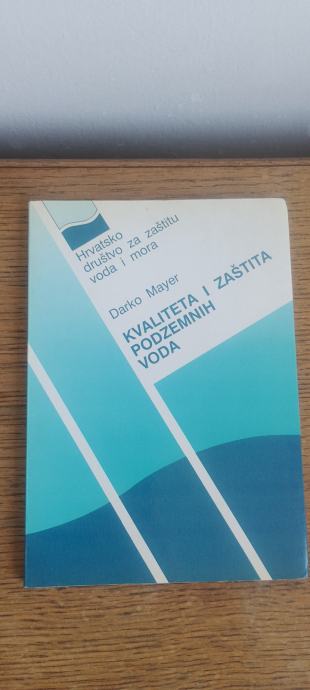 Hrvatsko
društvo za zaštitu
voda i mora
Darko Mayer
KVALITETA I ZAŠTITA
PODZEMNIH
VODA